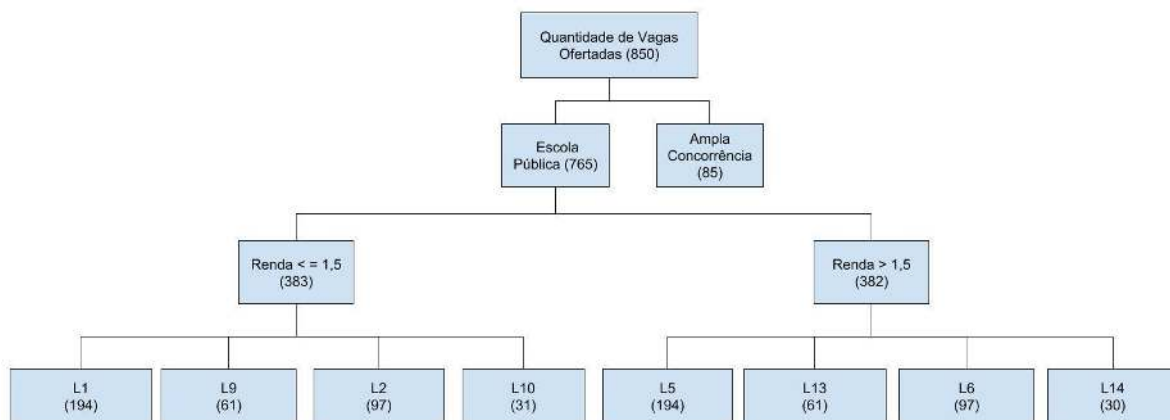 Quantidade de Vagas
Ofertadas (850)
Escola
Pública (765)
Ampla
Concorrência
(85)
Renda < = 1,5
(383)
Renda > 1,5
(382)
L1
(194)
L9
(61)
L2
(97)
L10
(31)
L5
(194)
L13
(61)
L6
(97)
L14
(30)